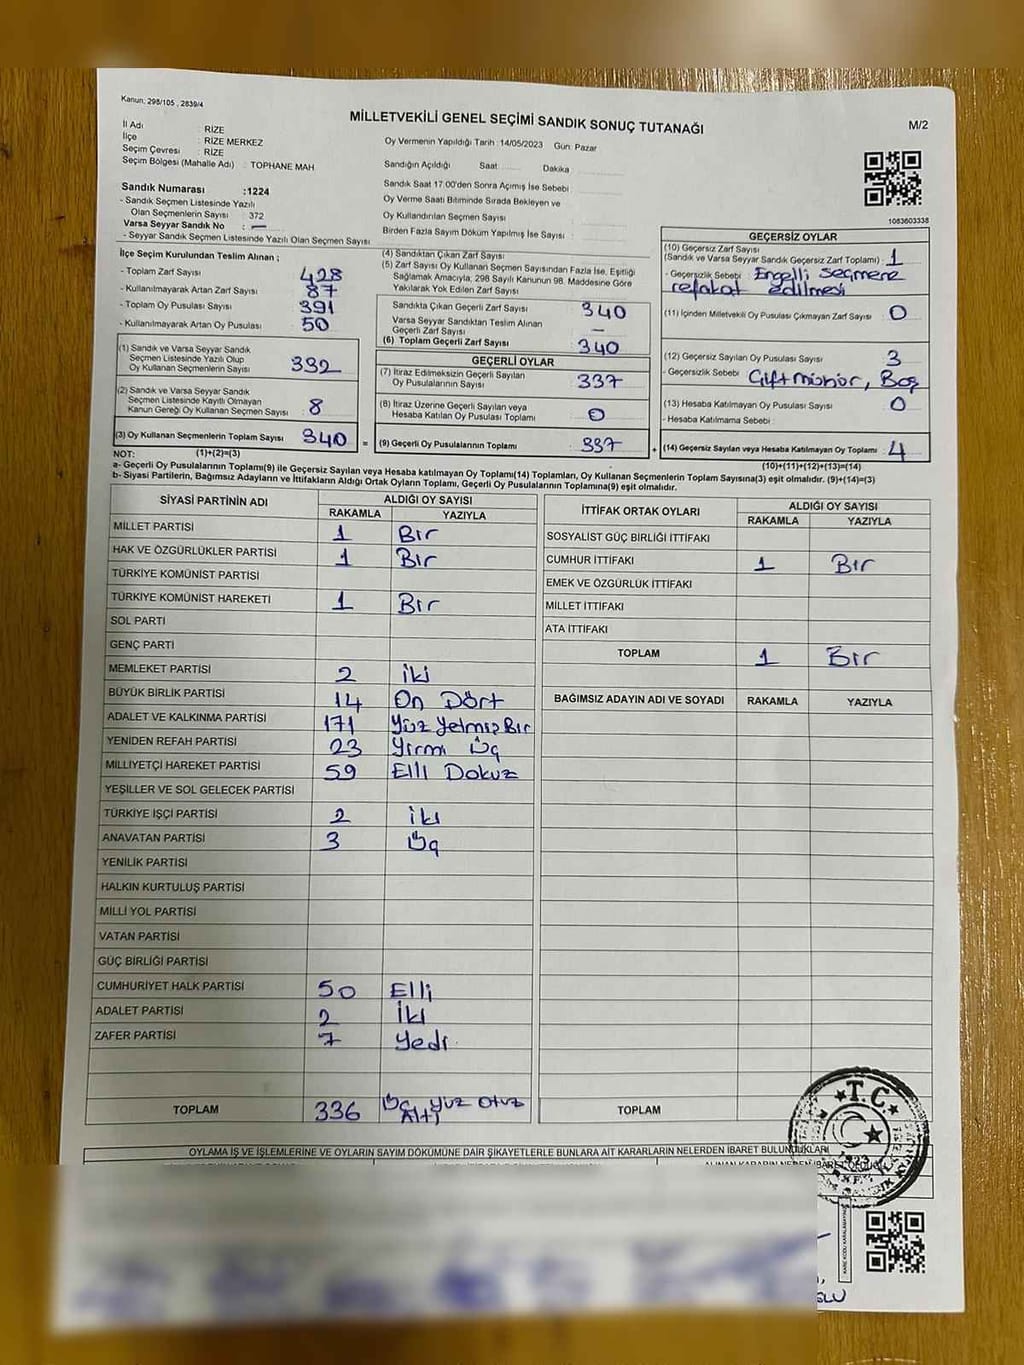 Kanun: 298/105 , 2839/4
MİLLETVEKİLİ GENEL SEÇİMİ SANDIK SONUÇ TUTANAĞI
M/2
İl Adı : RİZE
İlçe : RİZE MERKEZ
Seçim Çevresi : RİZE
Seçim Bölgesi (Mahalle Adı) : TOPHANE MAH
Oy Vermenin Yapıldığı Tarih : 14/05/2023 Gün: Pazar
Sandığın Açıldığı Saat: Dakika
Sandık Saat 17.00'den Sonra Açımış İse Sebebi :
Oy Verme Saati Bitiminde Sırada Bekleyen ve
Oy Kullandırılan Seçmen Sayısı :
Birden Fazla Sayım Döküm Yapılmış İse Sayısı :
1083603338
Sandık Numarası :1224
- Sandık Seçmen Listesinde Yazılı
Olan Seçmenlerin Sayısı : 372
Varsa Seyyar Sandık No : —
- Seyyar Sandık Seçmen Listesinde Yazılı Olan Seçmen Sayısı :
İlçe Seçim Kurulundan Teslim Alınan ;
- Toplam Zarf Sayısı : 428
- Kullanılmayarak Artan Zarf Sayısı : 87
- Toplam Oy Pusulası Sayısı : 391
- Kullanılmayarak Artan Oy Pusulası : 50
(1) Sandık ve Varsa Seyyar Sandık
Seçmen Listesinde Yazılı Olup
Oy Kullanan Seçmenlerin Sayısı : 332
(2) Sandık ve Varsa Seyyar Sandık
Seçmen Listesinde Kayıtlı Olmayan
Kanun Gereği Oy Kullanan Seçmen Sayısı : 8
(3) Oy Kullanan Seçmenlerin Toplam Sayısı : 340 =
(4) Sandıktan Çıkan Zarf Sayısı :
(5) Zarf Sayısı Oy Kullanan Seçmen Sayısından Fazla İse, Eşitliği
Sağlamak Amacıyla, 298 Sayılı Kanunun 98. Maddesine Göre
Yakılarak Yok Edilen Zarf Sayısı :
Sandıkta Çıkan Geçerli Zarf Sayısı : 340
Varsa Seyyar Sandıktan Teslim Alınan
Geçerli Zarf Sayısı : —
(6) Toplam Geçerli Zarf Sayısı : 340
GEÇERLİ OYLAR
(7) İtiraz Edilmeksizin Geçerli Sayılan
Oy Pusulalarının Sayısı : 337
(8) İtiraz Üzerine Geçerli Sayılan veya
Hesaba Katılan Oy Pusulası Toplamı : 0
(9) Geçerli Oy Pusulalarının Toplamı : 337 +
GEÇERSİZ OYLAR
(10) Geçersiz Zarf Sayısı
(Sandık ve Varsa Seyyar Sandık Geçersiz Zarf Toplamı) : 1
- Geçersizlik Sebebi : Engelli seçmene
refakat edilmesi
(11) İçinden Milletvekili Oy Pusulası Çıkmayan Zarf Sayısı : 0
(12) Geçersiz Sayılan Oy Pusulası Sayısı : 3
- Geçersizlik Sebebi : Çift mühür, Boş
(13) Hesaba Katılmayan Oy Pusulası Sayısı : 0
- Hesaba Katılmama Sebebi :
(14) Geçersiz Sayılan veya Hesaba Katılmayan Oy Toplamı : 4
NOT: (1)+(2)=(3) (10)+(11)+(12)+(13)=(14)
a- Geçerli Oy Pusulalarının Toplamı(9) ile Geçersiz Sayılan veya Hesaba katılmayan Oy Toplamı(14) Toplamları, Oy Kullanan Seçmenlerin Toplam Sayısına(3) eşit olmalıdır. (9)+(14)=(3)
b- Siyasi Partilerin, Bağımsız Adayların ve İttifakların Aldığı Ortak Oyların Toplamı, Geçerli Oy Pusulalarının Toplamına(9) eşit olmalıdır.
SİYASİ PARTİNİN ADI ALDIĞI OY SAYISI
RAKAMLA YAZIYLA
MİLLET PARTİSİ 1 Bir
HAK VE ÖZGÜRLÜKLER PARTİSİ 1 Bir
TÜRKİYE KOMÜNİST PARTİSİ
TÜRKİYE KOMÜNİST HAREKETİ 1 Bir
SOL PARTİ
GENÇ PARTİ
MEMLEKET PARTİSİ 2 iki
BÜYÜK BİRLİK PARTİSİ 14 On Dört
ADALET VE KALKINMA PARTİSİ 171 Yüz Yetmiş Bir
YENİDEN REFAH PARTİSİ 23 Yirmi Üç
MİLLİYETÇİ HAREKET PARTİSİ 59 Elli Dokuz
YEŞİLLER VE SOL GELECEK PARTİSİ
TÜRKİYE İŞÇİ PARTİSİ 2 iki
ANAVATAN PARTİSİ 3 Üç
YENİLİK PARTİSİ
HALKIN KURTULUŞ PARTİSİ
MİLLİ YOL PARTİSİ
VATAN PARTİSİ
GÜÇ BİRLİĞİ PARTİSİ
CUMHURİYET HALK PARTİSİ 50 Elli
ADALET PARTİSİ 2 İki
ZAFER PARTİSİ 7 Yedi
TOPLAM 336 Üç Yüz Otuz
Altı
İTTİFAK ORTAK OYLARI ALDIĞI OY SAYISI
RAKAMLA YAZIYLA
SOSYALİST GÜÇ BİRLİĞİ İTTİFAKI
CUMHUR İTTİFAKI 1 Bir
EMEK VE ÖZGÜRLÜK İTTİFAKI
MİLLET İTTİFAKI
ATA İTTİFAKI
TOPLAM 1 Bir
BAĞIMSIZ ADAYIN ADI VE SOYADI RAKAMLA YAZIYLA
TOPLAM
T.C.
1923
OYLAMA İŞ VE İŞLEMLERİNE VE OYLARIN SAYIM DÖKÜMÜNE DAİR ŞİKAYETLERLE BUNLARA AİT KARARLARIN NELERDEN İBARET BULUNDUKLARI